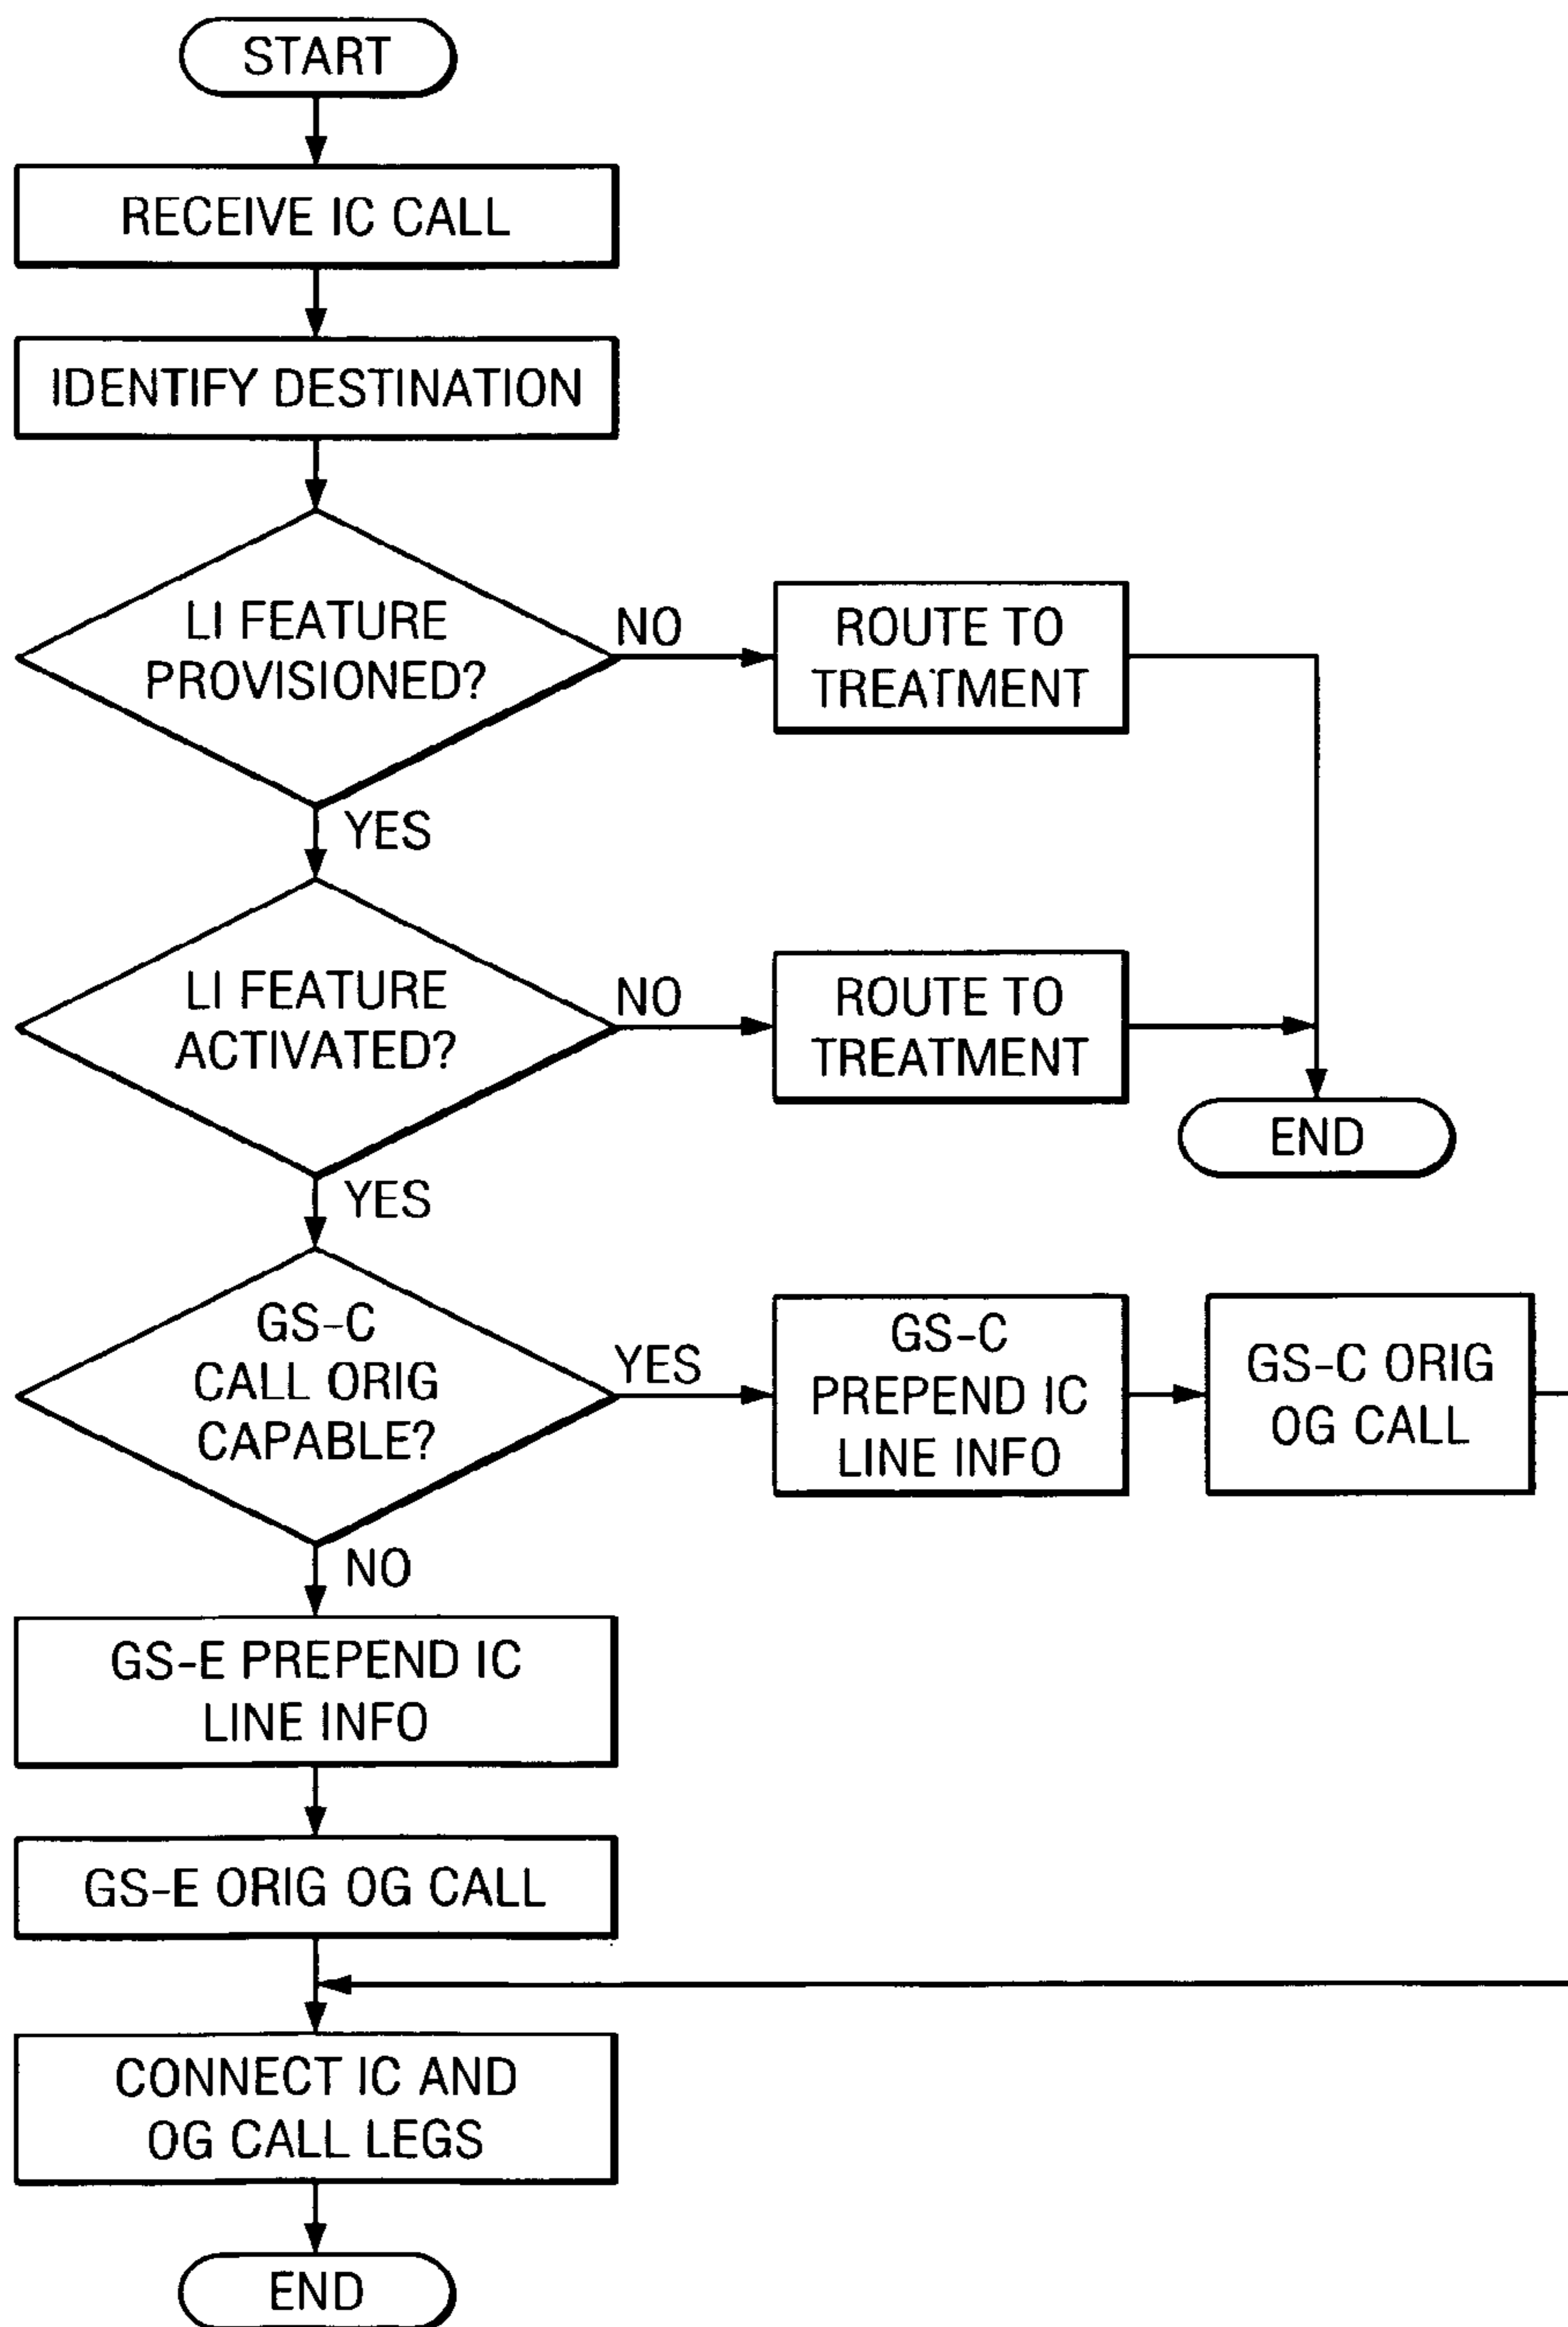 START
RECEIVE IC CALL
IDENTIFY DESTINATION
LI FEATURE
PROVISIONED?
NO
ROUTE TO
TREATMENT
YES
LI FEATURE
ACTIVATED?
NO
ROUTE TO
TREATMENT
END
YES
GS-C
CALL ORIG
CAPABLE?
YES
GS-C
PREPEND IC
LINE INFO
GS-C ORIG
OG CALL
NO
GS-E PREPEND IC
LINE INFO
GS-E ORIG OG CALL
CONNECT IC AND
OG CALL LEGS
END